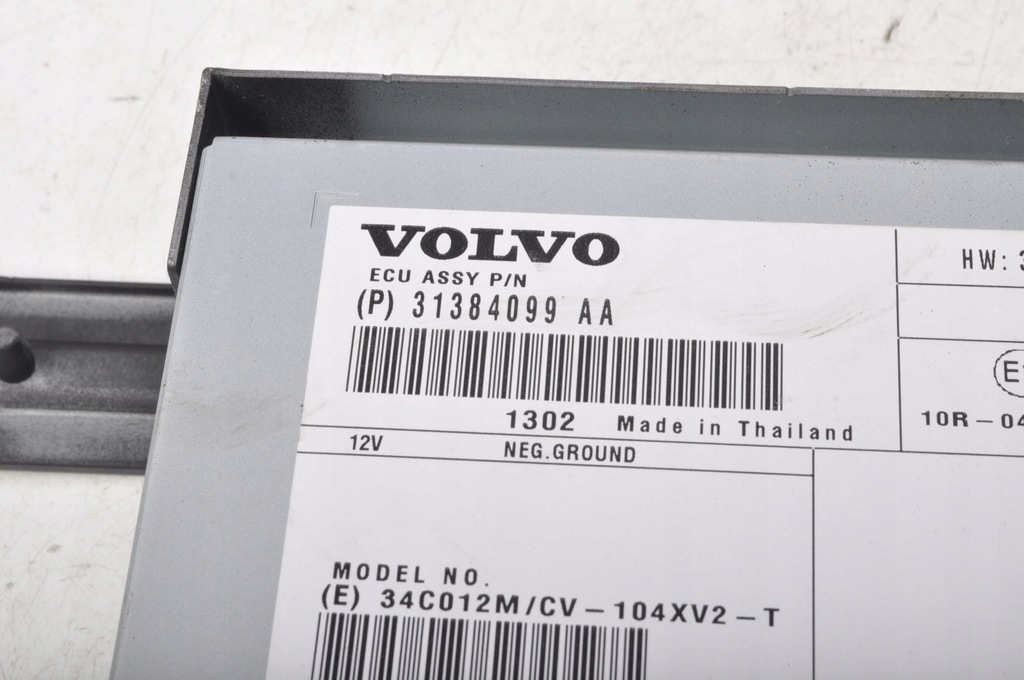 VOLVO
ECU ASSY P/N
(P) 31384099 AA
1302 Made in Thailand
HW: 3
E
10R-04
12V NEG.GROUND
MODEL NO.
(E) 34C012M/CV-104XV2-T